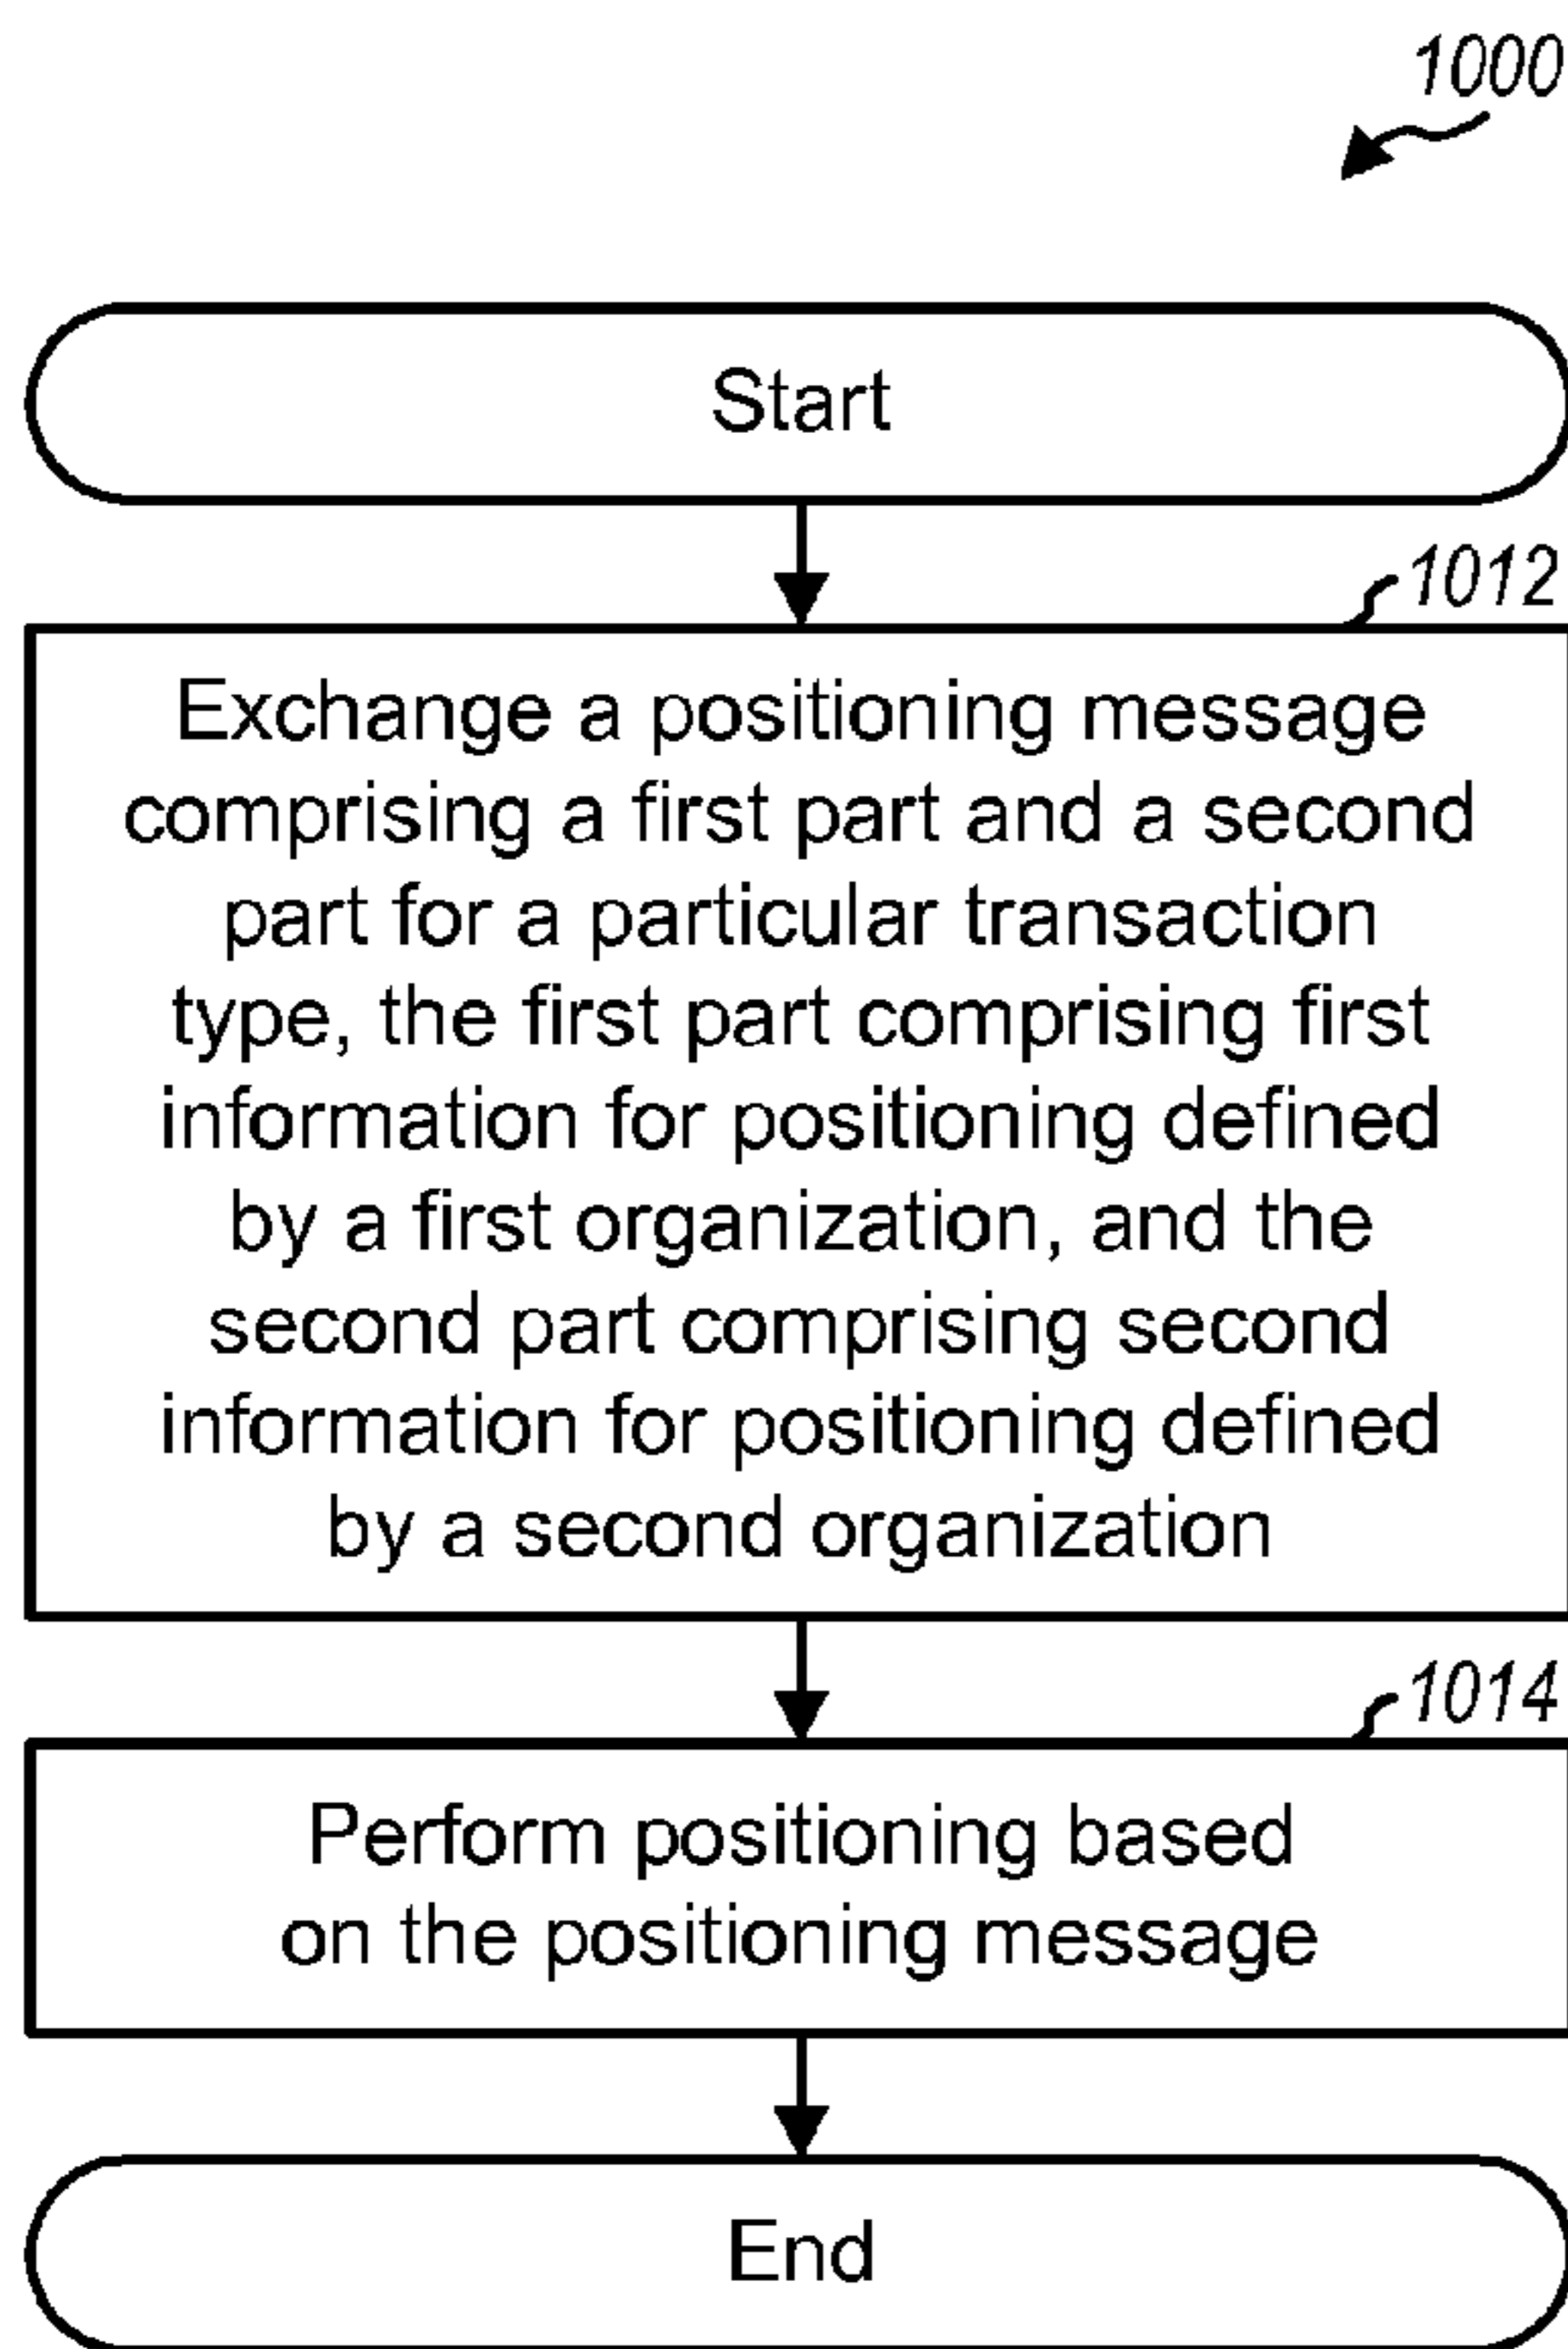 1000
Start
1012
Exchange a positioning message
comprising a first part and a second
part for a particular transaction
type, the first part comprising first
information for positioning defined
by a first organization, and the
second part comprising second
information for positioning defined
by a second organization
1014
Perform positioning based
on the positioning message
End